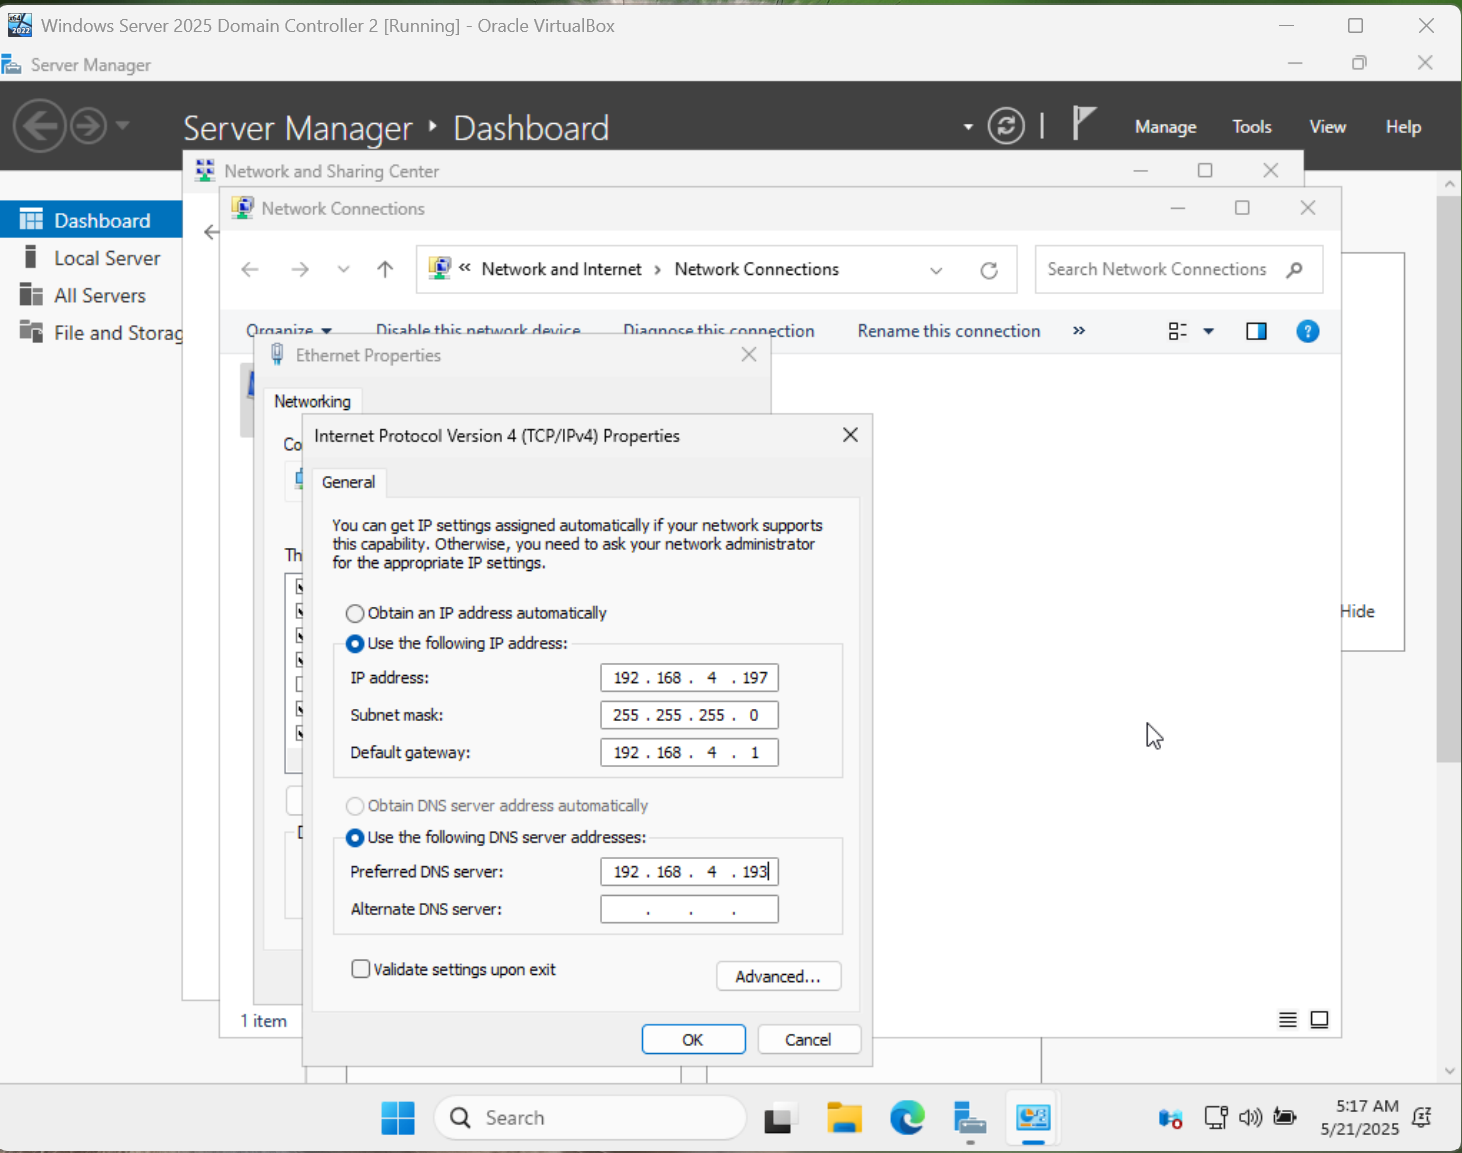 Windows Server 2025 Domain Controller 2 [Running] - Oracle VirtualBox
Server Manager
Server Manager ‣ Dashboard
Manage Tools View Help
Network and Sharing Center
Dashboard
Local Server
All Servers
File and Storag
Network Connections
« Network and Internet › Network Connections
Search Network Connections
Organize Disable this network device Diagnose this connection Rename this connection »
Ethernet Properties
Networking
Co
Th
Internet Protocol Version 4 (TCP/IPv4) Properties
General
You can get IP settings assigned automatically if your network supports
this capability. Otherwise, you need to ask your network administrator
for the appropriate IP settings.
Obtain an IP address automatically
Use the following IP address:
IP address: 192 . 168 . 4 . 197
Subnet mask: 255 . 255 . 255 . 0
Default gateway: 192 . 168 . 4 . 1
Obtain DNS server address automatically
Use the following DNS server addresses:
Preferred DNS server: 192 . 168 . 4 . 193
Alternate DNS server: . . .
Validate settings upon exit
Advanced...
OK Cancel
Hide
1 item
Search
5:17 AM
5/21/2025